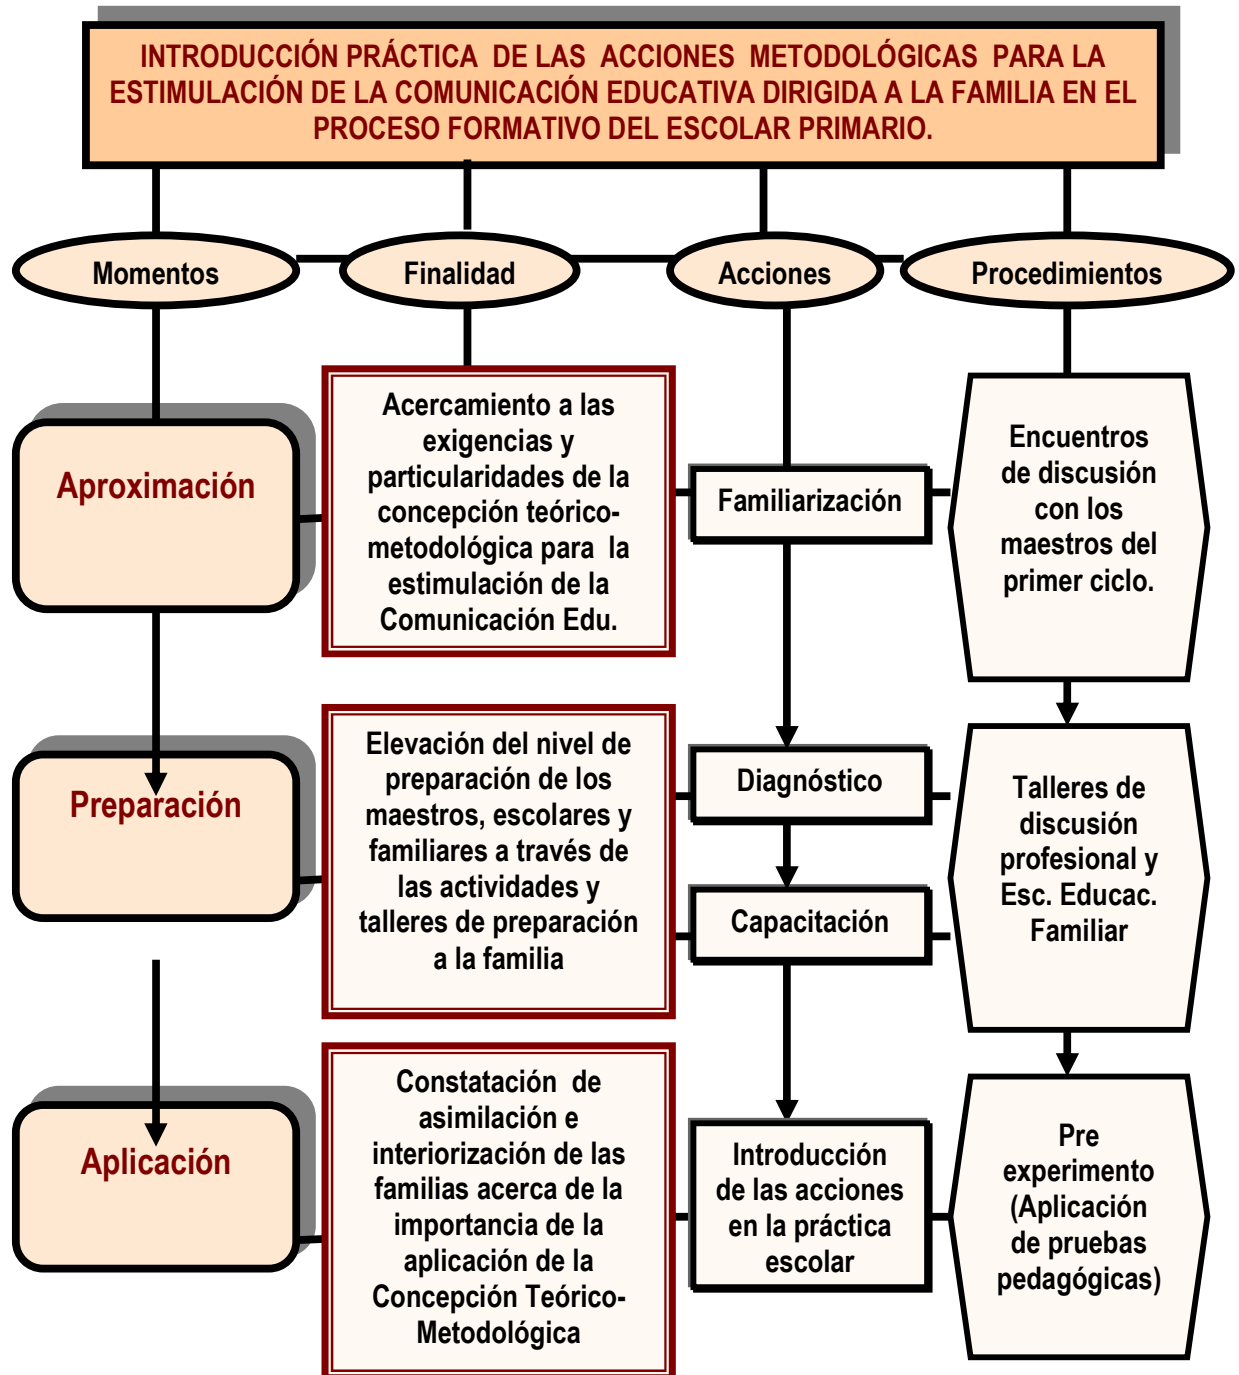 INTRODUCCIÓN PRÁCTICA DE LAS ACCIONES METODOLÓGICAS PARA LA
ESTIMULACIÓN DE LA COMUNICACIÓN EDUCATIVA DIRIGIDA A LA FAMILIA EN EL
PROCESO FORMATIVO DEL ESCOLAR PRIMARIO.
Momentos
Finalidad
Acciones
Procedimientos
Aproximación
Acercamiento a las
exigencias y
particularidades de la
concepción teórico-
metodológica para la
estimulación de la
Comunicación Edu.
Familiarización
Encuentros
de discusión
con los
maestros del
primer ciclo.
Preparación
Elevación del nivel de
preparación de los
maestros, escolares y
familiares a través de
las actividades y
talleres de preparación
a la familia
Diagnóstico
Capacitación
Talleres de
discusión
profesional y
Esc. Educac.
Familiar
Aplicación
Constatación de
asimilación e
interiorización de las
familias acerca de la
importancia de la
aplicación de la
Concepción Teórico-
Metodológica
Introducción
de las acciones
en la práctica
escolar
Pre
experimento
(Aplicación
de pruebas
pedagógicas)